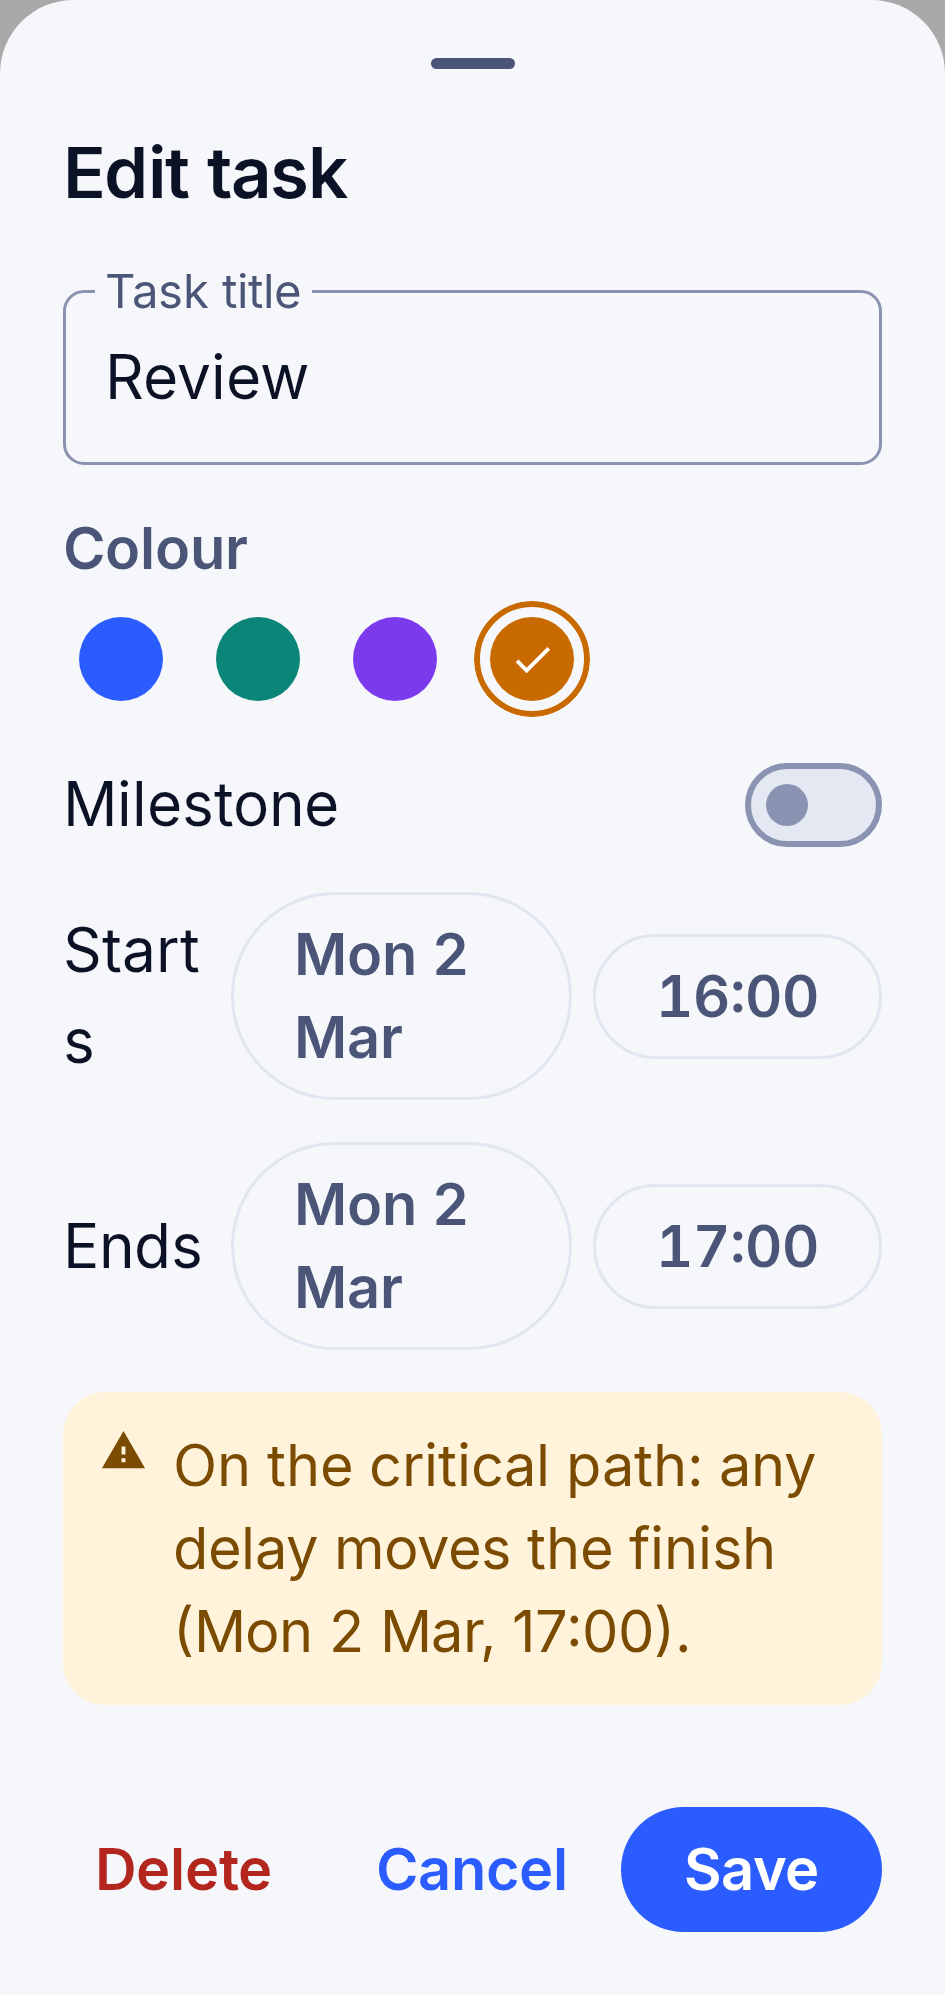 Edit task
Task title
Review
Colour
Milestone
Start
s
Mon 2
Mar
16:00
Ends
Mon 2
Mar
17:00
On the critical path: any
delay moves the finish
(Mon 2 Mar, 17:00).
Delete
Cancel
Save